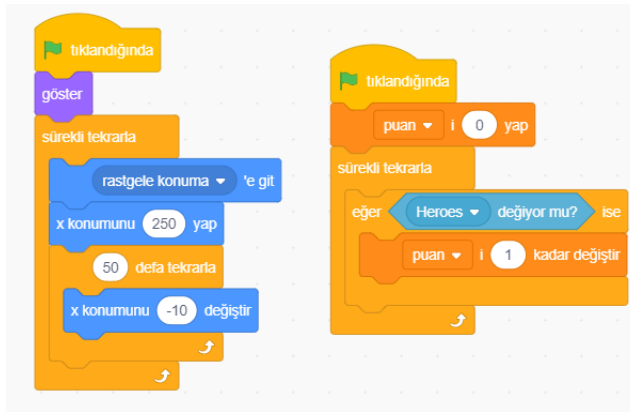 tıklandığında
göster
sürekli tekrarla
rastgele konuma 'e git
x konumunu 250 yap
50 defa tekrarla
x konumunu -10 değiştir
tıklandığında
puan i 0 yap
sürekli tekrarla
eğer Heroes değiyor mu? ise
puan i 1 kadar değiştir